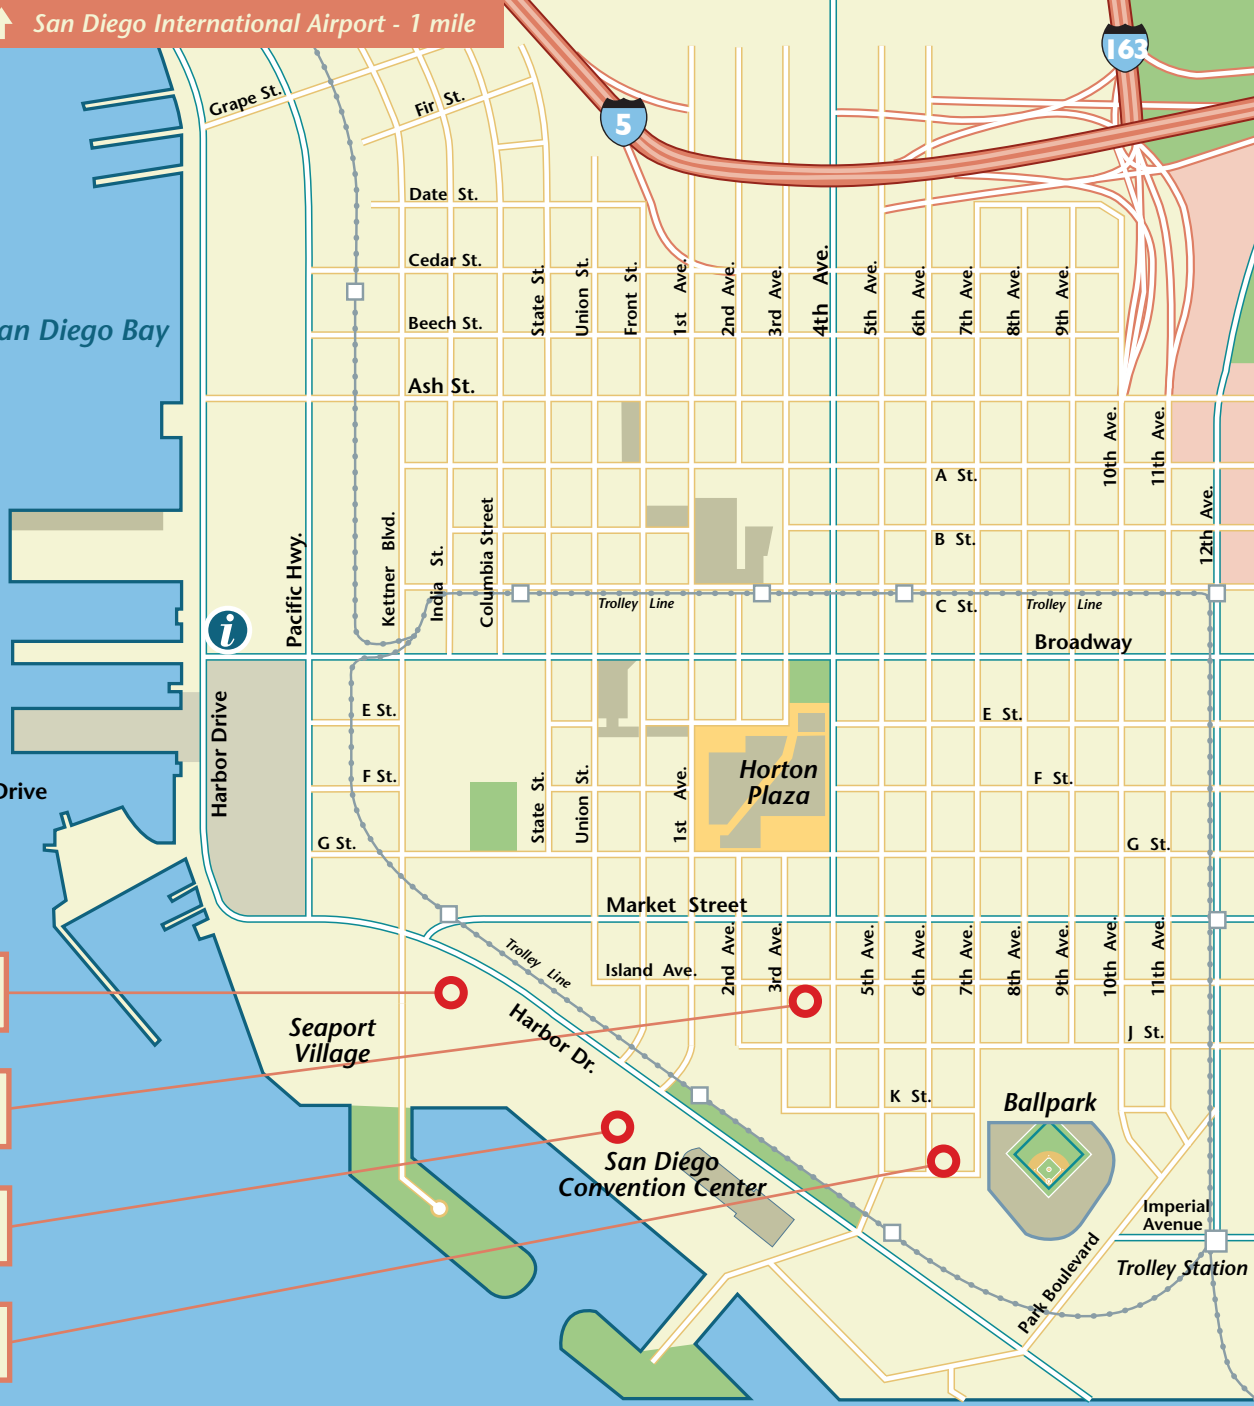 San Diego International Airport - 1 mile
163
5
Grape St.
Fir St.
Date St.
Cedar St.
Beech St.
Ash St.
State St.
Union St.
Front St.
1st Ave.
2nd Ave.
3rd Ave.
4th Ave.
5th Ave.
6th Ave.
7th Ave.
8th Ave.
9th Ave.
an Diego Bay
10th Ave.
11th Ave.
12th Ave.
A St.
B St.
C St.
Pacific Hwy.
Kettner Blvd.
India St.
Columbia Street
Trolley Line
Trolley Line
i
Broadway
Harbor Drive
E St.
E St.
F St.
F St.
G St.
G St.
State St.
Union St.
1st Ave.
Horton
Plaza
Drive
Market Street
Trolley Line
Island Ave.
2nd Ave.
3rd Ave.
5th Ave.
6th Ave.
7th Ave.
8th Ave.
9th Ave.
10th Ave.
11th Ave.
Seaport
Village
Harbor Dr.
J St.
K St.
Ballpark
San Diego
Convention Center
Imperial
Avenue
Park Boulevard
Trolley Station